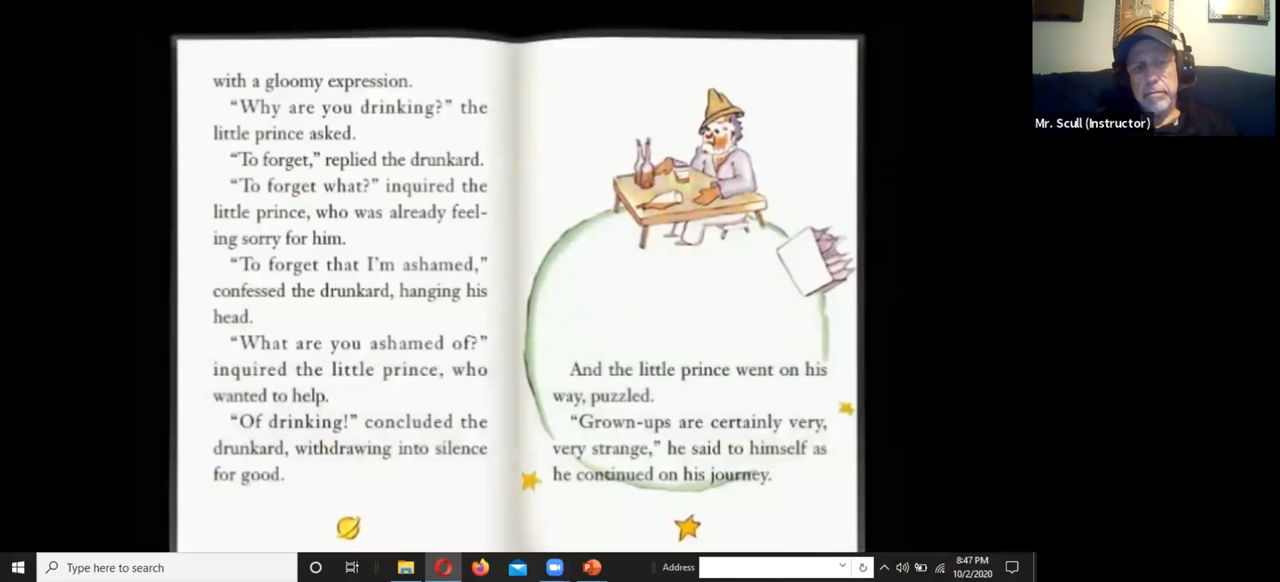 with a gloomy expression.
“Why are you drinking?” the
little prince asked.
“To forget,” replied the drunkard.
“To forget what?” inquired the
little prince, who was already feel-
ing sorry for him.
“To forget that I’m ashamed,”
confessed the drunkard, hanging his
head.
“What are you ashamed of?”
inquired the little prince, who
wanted to help.
“Of drinking!” concluded the
drunkard, withdrawing into silence
for good.
And the little prince went on his
way, puzzled.
“Grown-ups are certainly very,
very strange,” he said to himself as
he continued on his journey.
Mr. Scull (Instructor)
Type here to search
Address
8:47 PM
10/2/2020